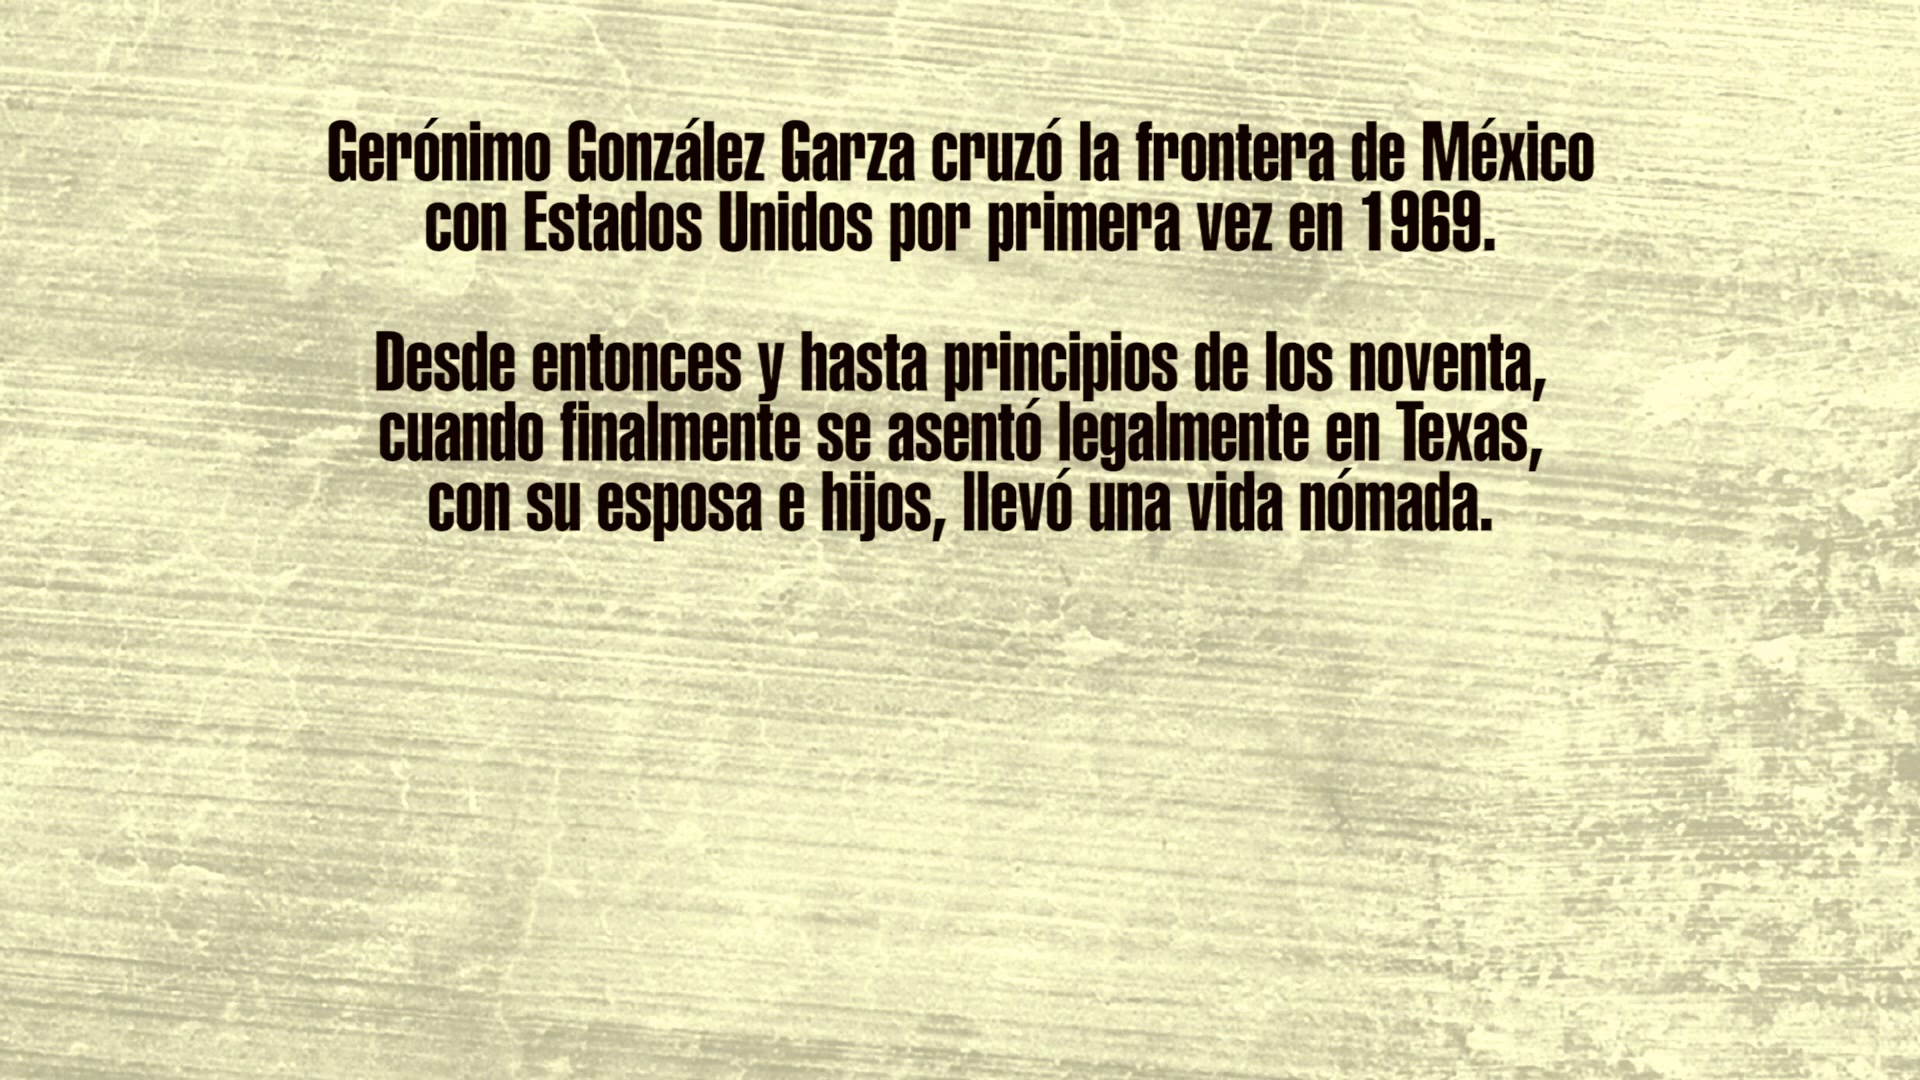 Gerónimo González Garza cruzó la frontera de México
con Estados Unidos por primera vez en 1969.
Desde entonces y hasta principios de los noventa,
cuando finalmente se asentó legalmente en Texas,
con su esposa e hijos, llevó una vida nómada.